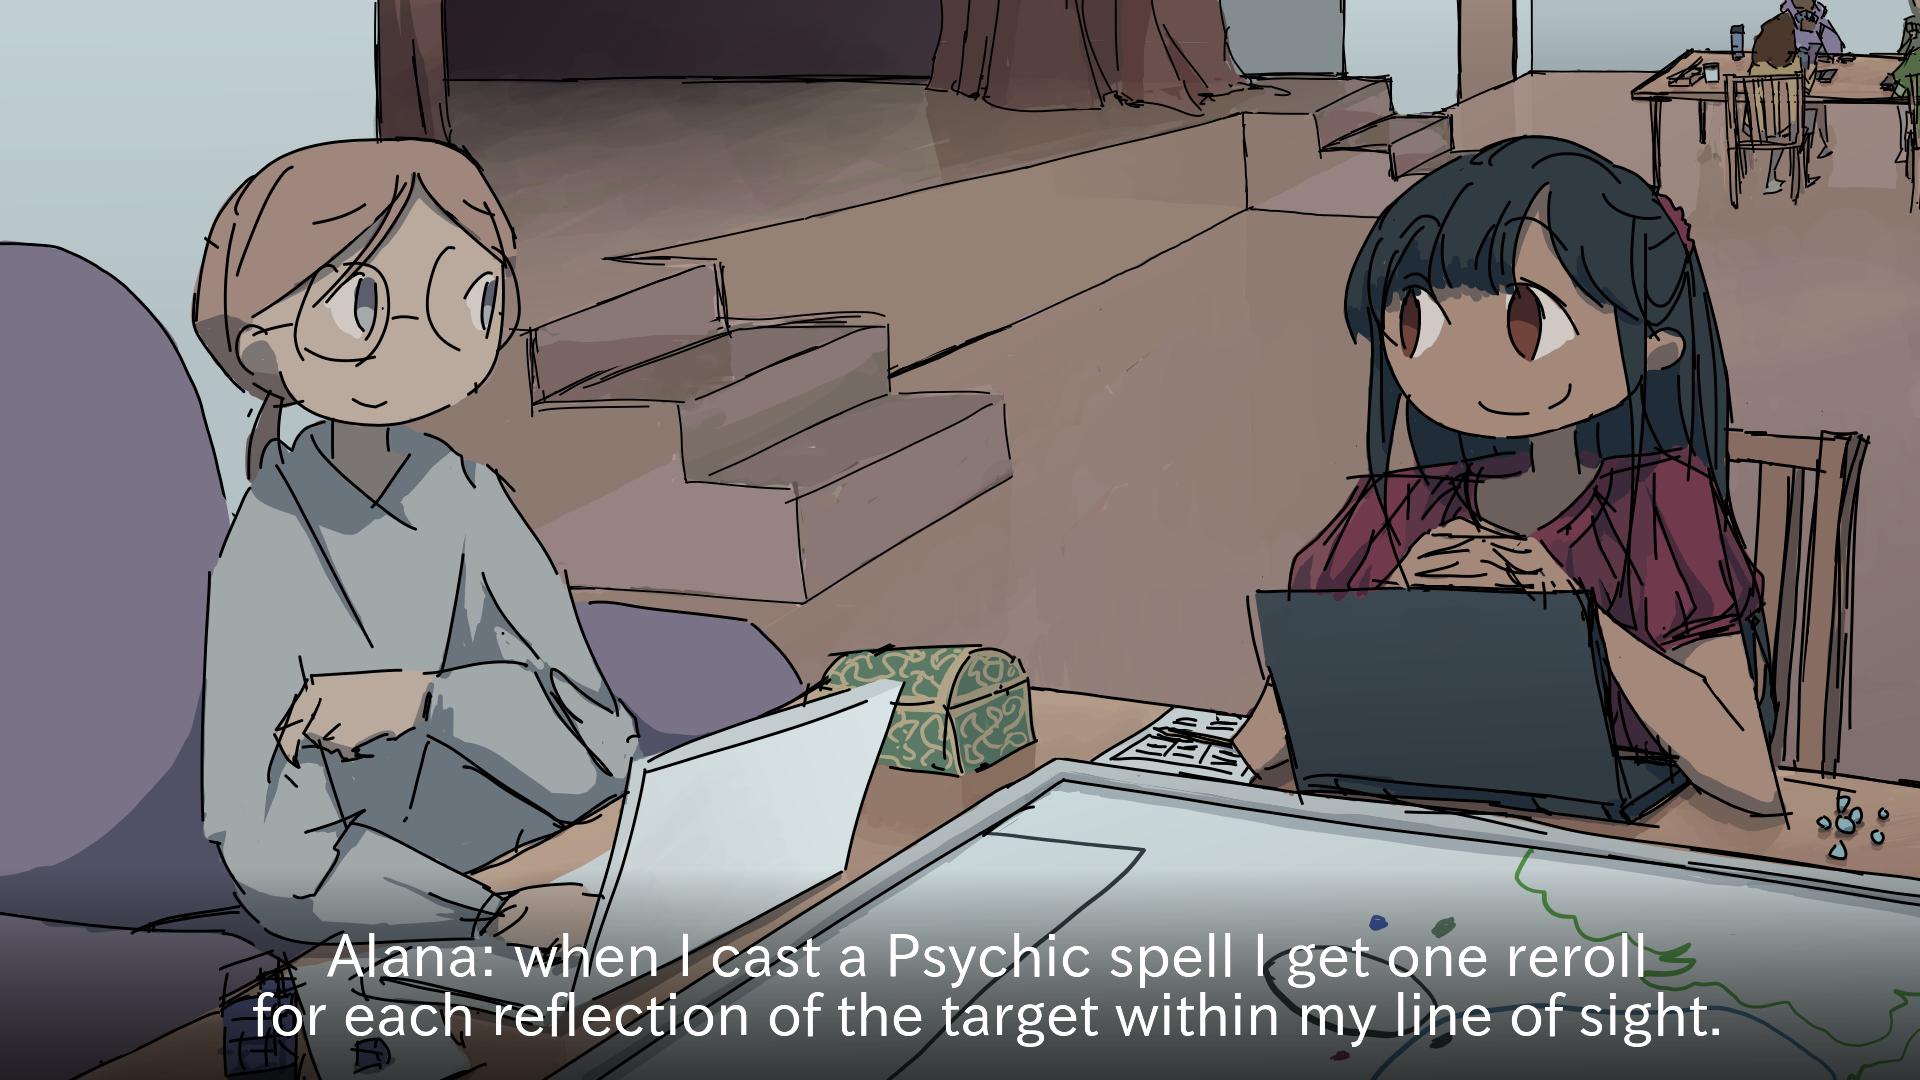 Alana: when I cast a Psychic spell I get one reroll
for each reflection of the target within my line of sight.